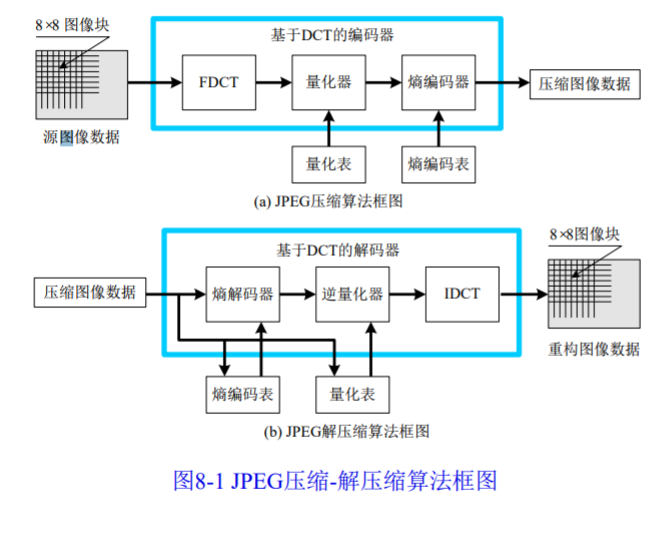 8×8 图像块
基于DCT的编码器
FDCT
量化器
熵编码器
压缩图像数据
源图像数据
量化表
熵编码表
(a) JPEG压缩算法框图
基于DCT的解码器
8×8图像块
压缩图像数据
熵解码器
逆量化器
IDCT
重构图像数据
熵编码表
量化表
(b) JPEG解压缩算法框图
图8-1 JPEG压缩-解压缩算法框图